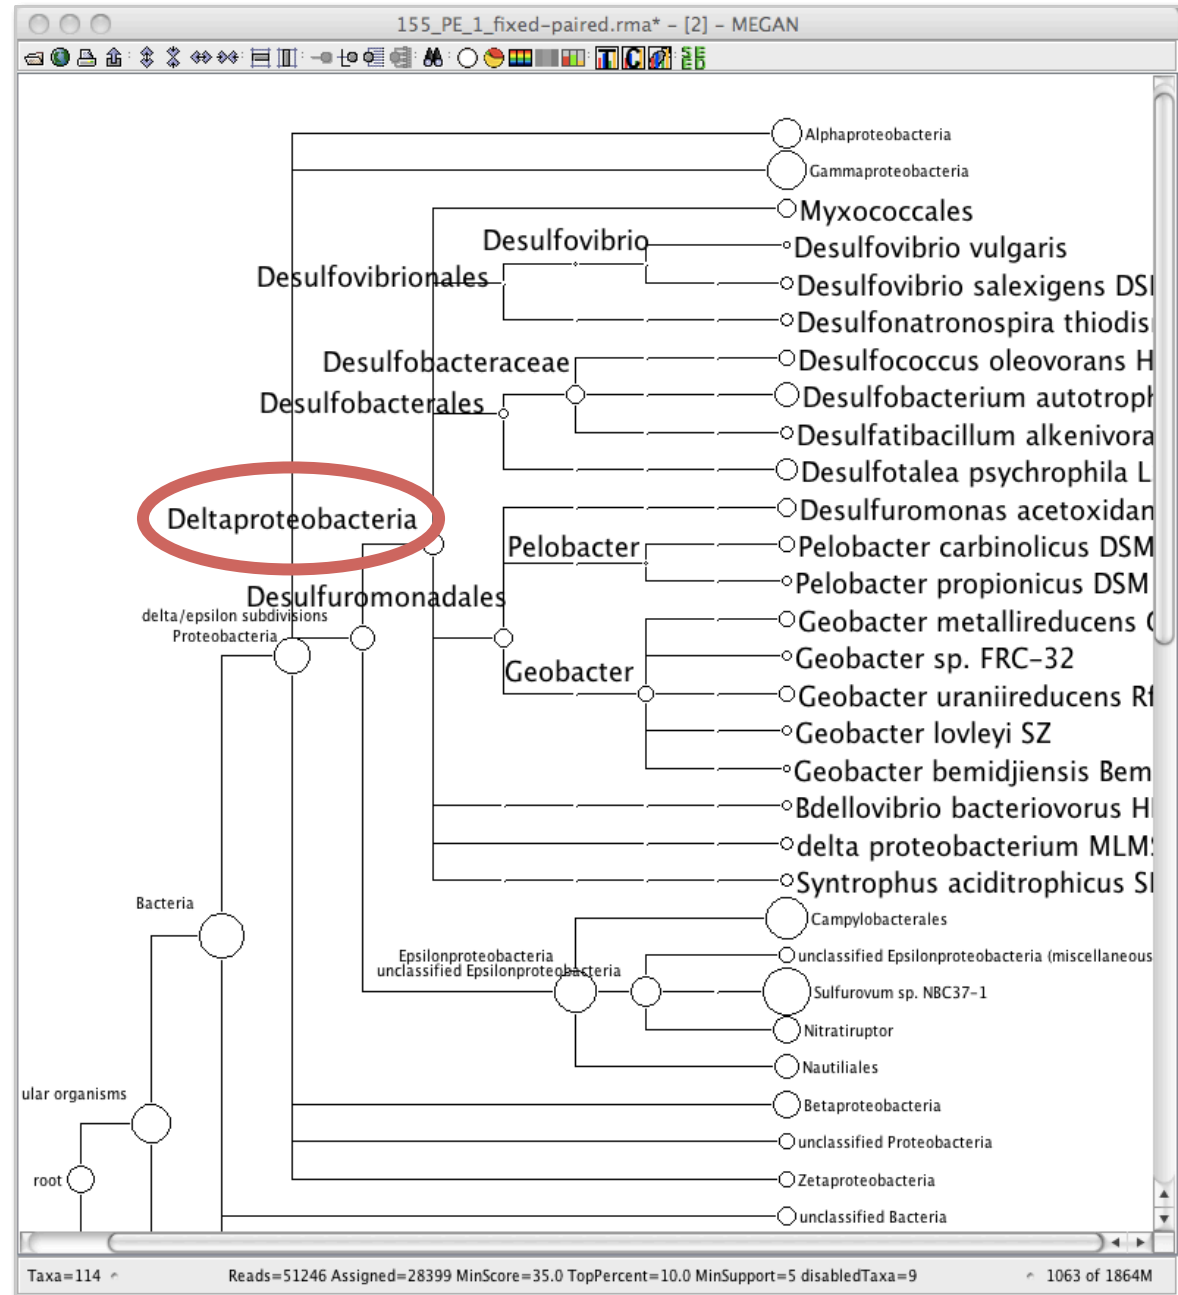 155_PE_1_fixed-paired.rma* - [2] - MEGAN
Alphaproteobacteria
Gammaproteobacteria
Myxococcales
Desulfovibrio
Desulfovibrio vulgaris
Desulfovibrionales
Desulfovibrio salexigens DS
Desulfonatronospira thiodis
Desulfobacteraceae
Desulfococcus oleovorans H
Desulfobacterales
Desulfobacterium autotroph
Desulfatibacillum alkenivora
Desulfotalea psychrophila L
Deltaproteobacteria
Desulfuromonas acetoxidan
Pelobacter
Pelobacter carbinolicus DSM
Pelobacter propionicus DSM
Desulfuromonadales
delta/epsilon subdivisions
Proteobacteria
Geobacter metallireducens
Geobacter sp. FRC-32
Geobacter
Geobacter uraniireducens Rf
Geobacter lovleyi SZ
Geobacter bemidjiensis Bem
Bdellovibrio bacteriovorus H
delta proteobacterium MLMS
Syntrophus aciditrophicus S
Bacteria
Campylobacterales
Epsilonproteobacteria
unclassified Epsilonproteobacteria (miscellaneous
unclassified Epsilonproteobacteria
Sulfurovum sp. NBC37-1
Nitratiruptor
Nautiliales
ular organisms
Betaproteobacteria
unclassified Proteobacteria
root
Zetaproteobacteria
unclassified Bacteria
Taxa=114
Reads=51246 Assigned=28399 MinScore=35.0 TopPercent=10.0 MinSupport=5 disabledTaxa=9
1063 of 1864M